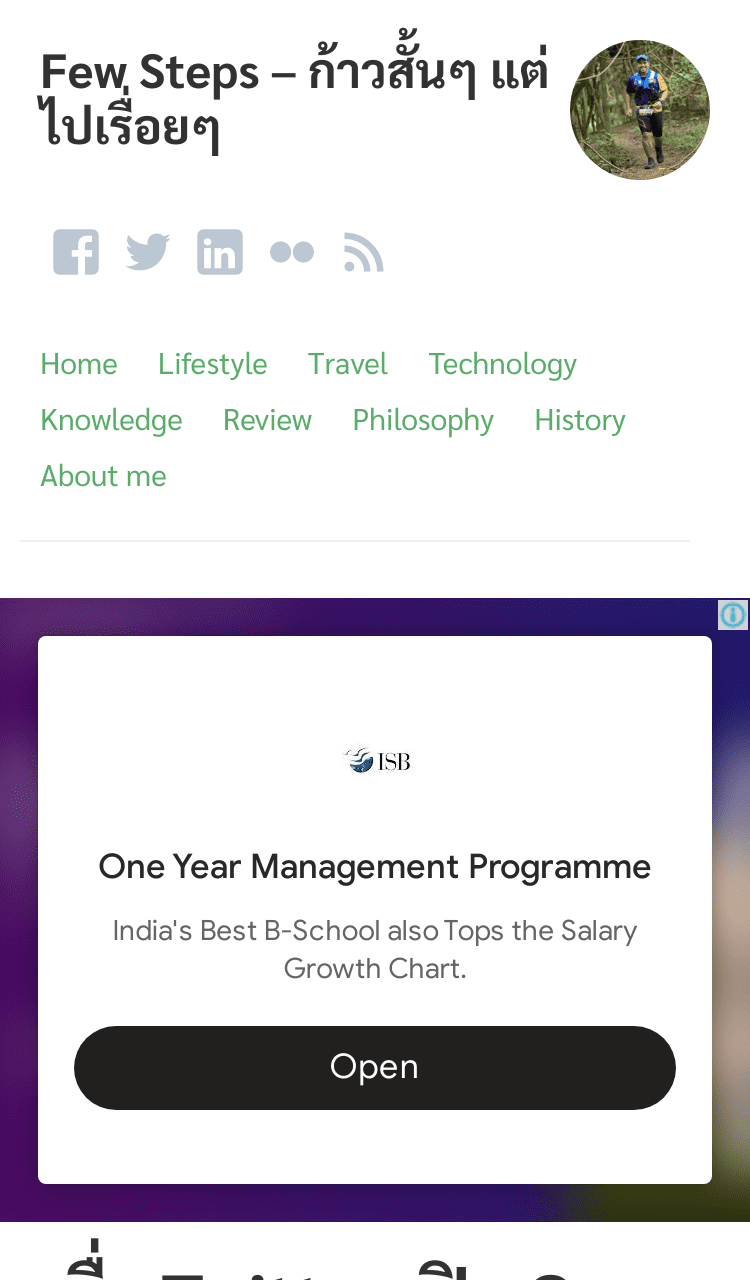 Few Steps – ก้าวสั้นๆ แต่
ไปเรื่อยๆ
Home Lifestyle Travel Technology
Knowledge Review Philosophy History
About me
ISB
One Year Management Programme
India's Best B-School also Tops the Salary
Growth Chart.
Open